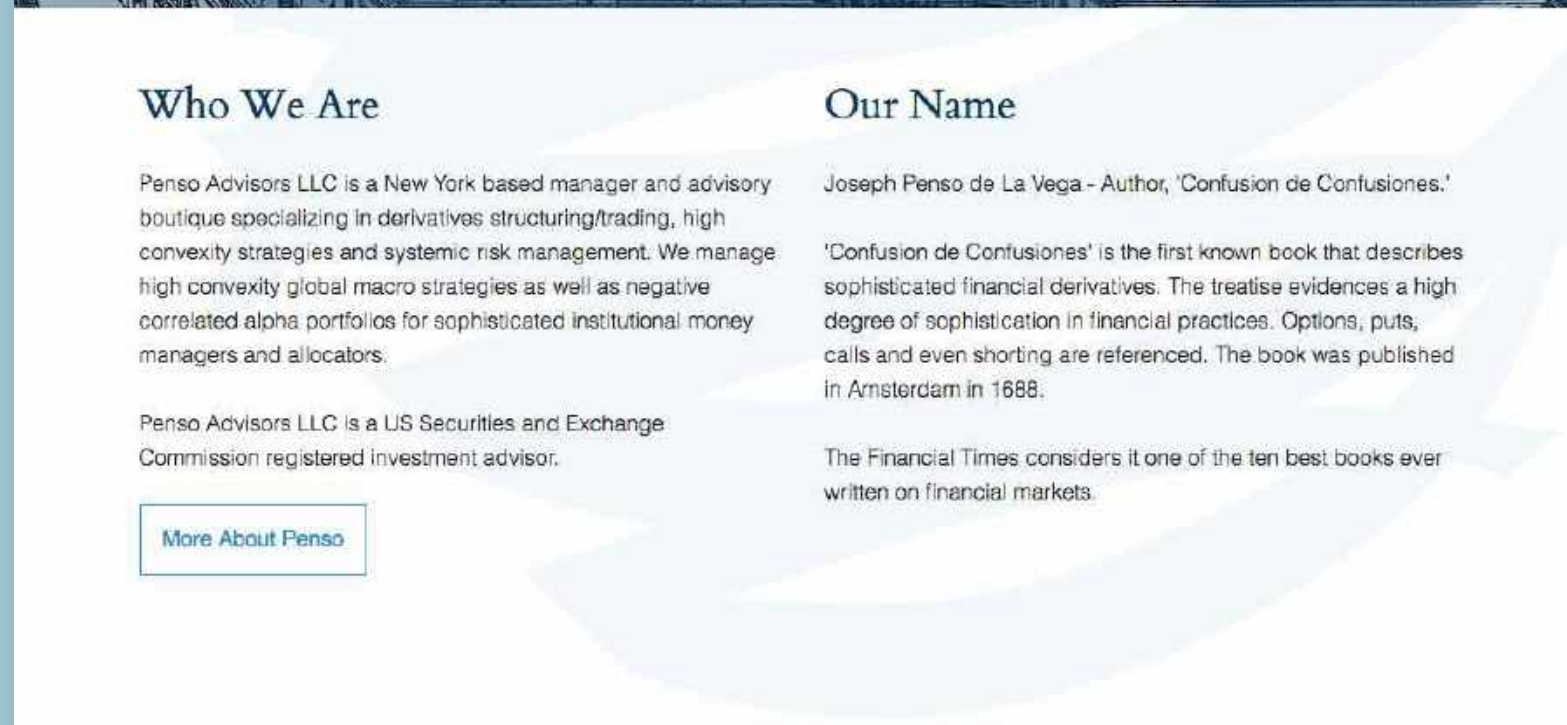 Who We Are
Penso Advisors LLC is a New York based manager and advisory
boutique specializing in derivatives structuring/trading, high
convexity strategies and systemic risk management. We manage
high convexity global macro strategies as well as negative
correlated alpha portfolios for sophisticated institutional money
managers and allocators.
Penso Advisors LLC is a US Securities and Exchange
Commission registered investment advisor.
More About Penso
Our Name
Joseph Penso de La Vega - Author, 'Confusion de Confusiones.'
'Confusion de Confusiones' is the first known book that describes
sophisticated financial derivatives. The treatise evidences a high
degree of sophistication in financial practices. Options, puts,
calls and even shorting are referenced. The book was published
in Amsterdam in 1688.
The Financial Times considers it one of the ten best books ever
written on financial markets.